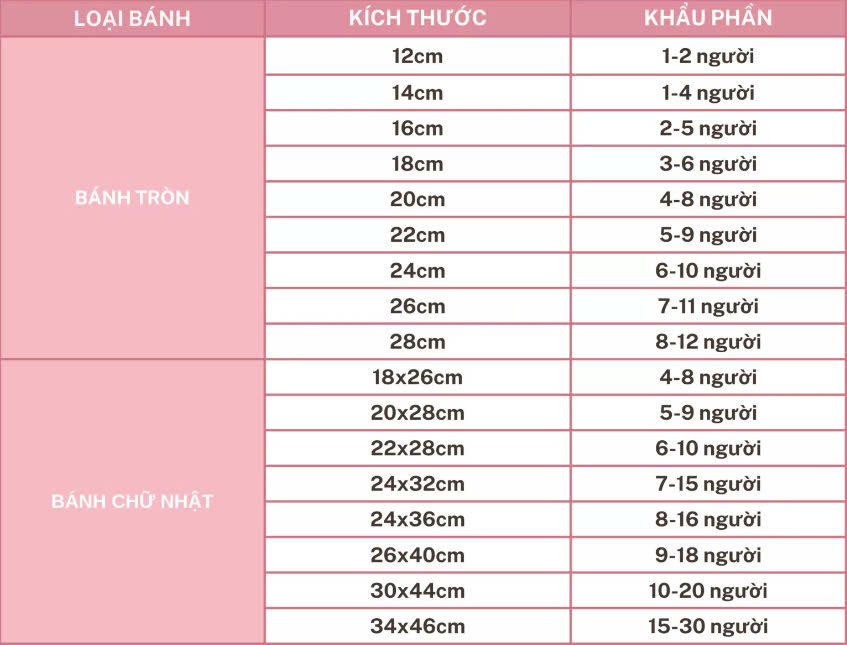 LOẠI BÁNH KÍCH THƯỚC KHẨU PHẦN
BÁNH TRÒN
12cm 1-2 người
14cm 1-4 người
16cm 2-5 người
18cm 3-6 người
20cm 4-8 người
22cm 5-9 người
24cm 6-10 người
26cm 7-11 người
28cm 8-12 người
BÁNH CHỮ NHẬT
18x26cm 4-8 người
20x28cm 5-9 người
22x28cm 6-10 người
24x32cm 7-15 người
24x36cm 8-16 người
26x40cm 9-18 người
30x44cm 10-20 người
34x46cm 15-30 người